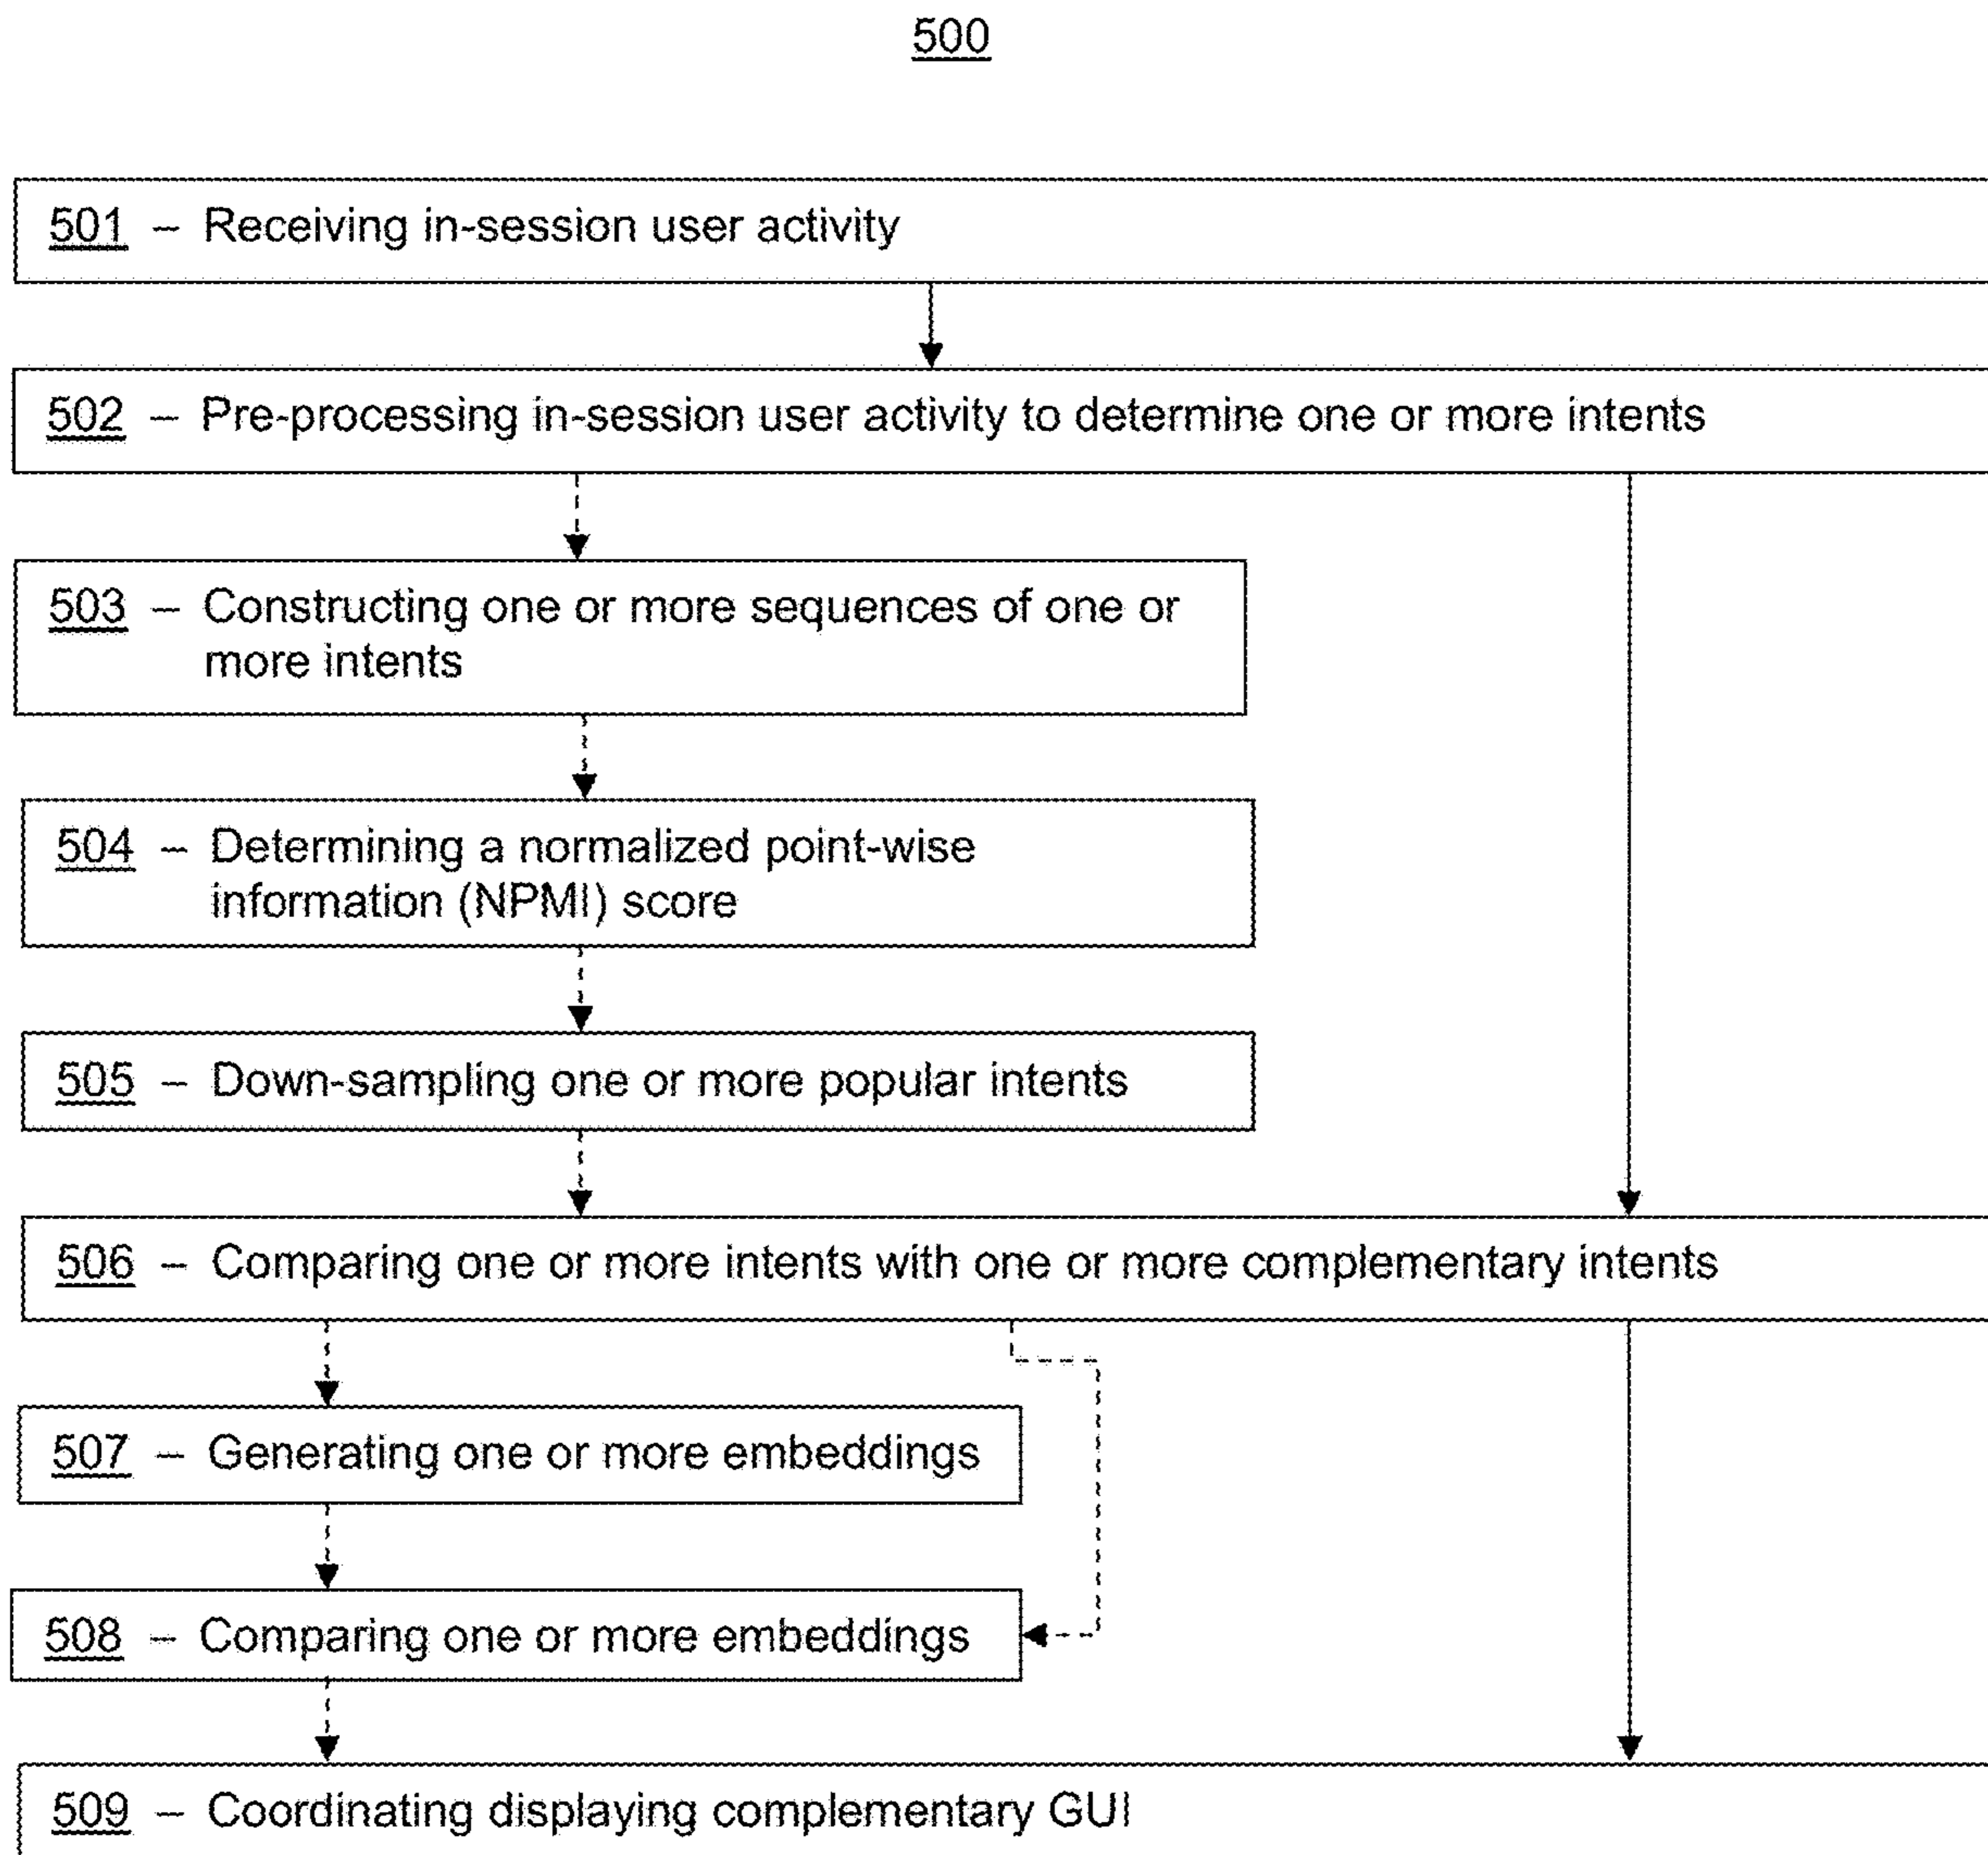 500
501 – Receiving in-session user activity
502 – Pre-processing in-session user activity to determine one or more intents
503 – Constructing one or more sequences of one or
more intents
504 – Determining a normalized point-wise
information (NPMI) score
505 – Down-sampling one or more popular intents
506 – Comparing one or more intents with one or more complementary intents
507 – Generating one or more embeddings
508 – Comparing one or more embeddings
509 – Coordinating displaying complementary GUI